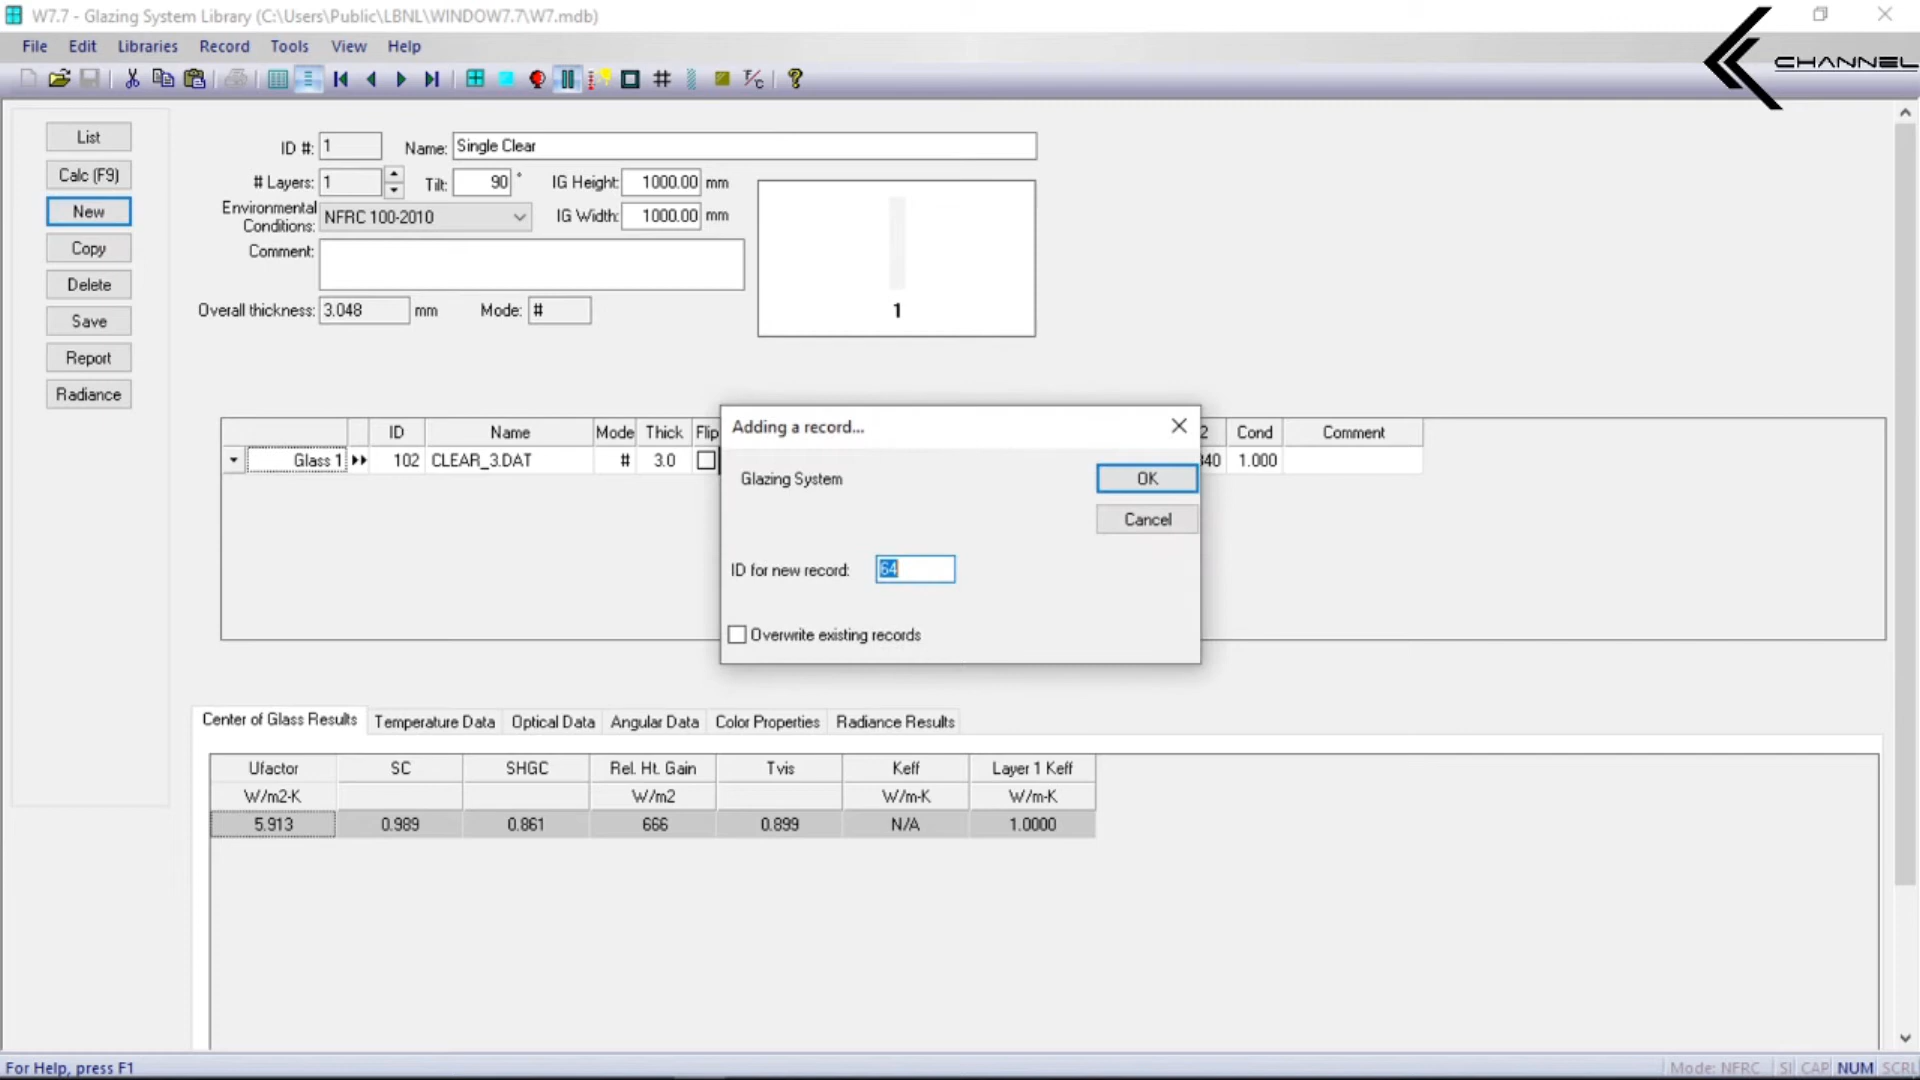 W7.7 - Glazing System Library (C:\Users\Public\LBNL\WINDOW7.7\W7.mdb)
File Edit Libraries Record Tools View Help
CHANNEL
List
Calc (F9)
New
Copy
Delete
Save
Report
Radiance
ID #: 1 Name: Single Clear
# Layers: 1 Tilt: 90 ° IG Height: 1000.00 mm
Environmental
Conditions: NFRC 100-2010 IG Width: 1000.00 mm
Comment:
Overall thickness: 3.048 mm Mode: #
1
ID Name Mode Thick Flip 2 Cond Comment
Glass 1 102 CLEAR_3.DAT # 3.0 340 1.000
Adding a record...
Glazing System
OK
Cancel
ID for new record: 64
Overwrite existing records
Center of Glass Results Temperature Data Optical Data Angular Data Color Properties Radiance Results
Ufactor SC SHGC Rel. Ht. Gain Tvis Keff Layer 1 Keff
W/m2-K W/m2 W/m-K W/m-K
5.913 0.989 0.861 666 0.899 N/A 1.0000
For Help, press F1
Mode: NFRC SI CAP NUM SCRL